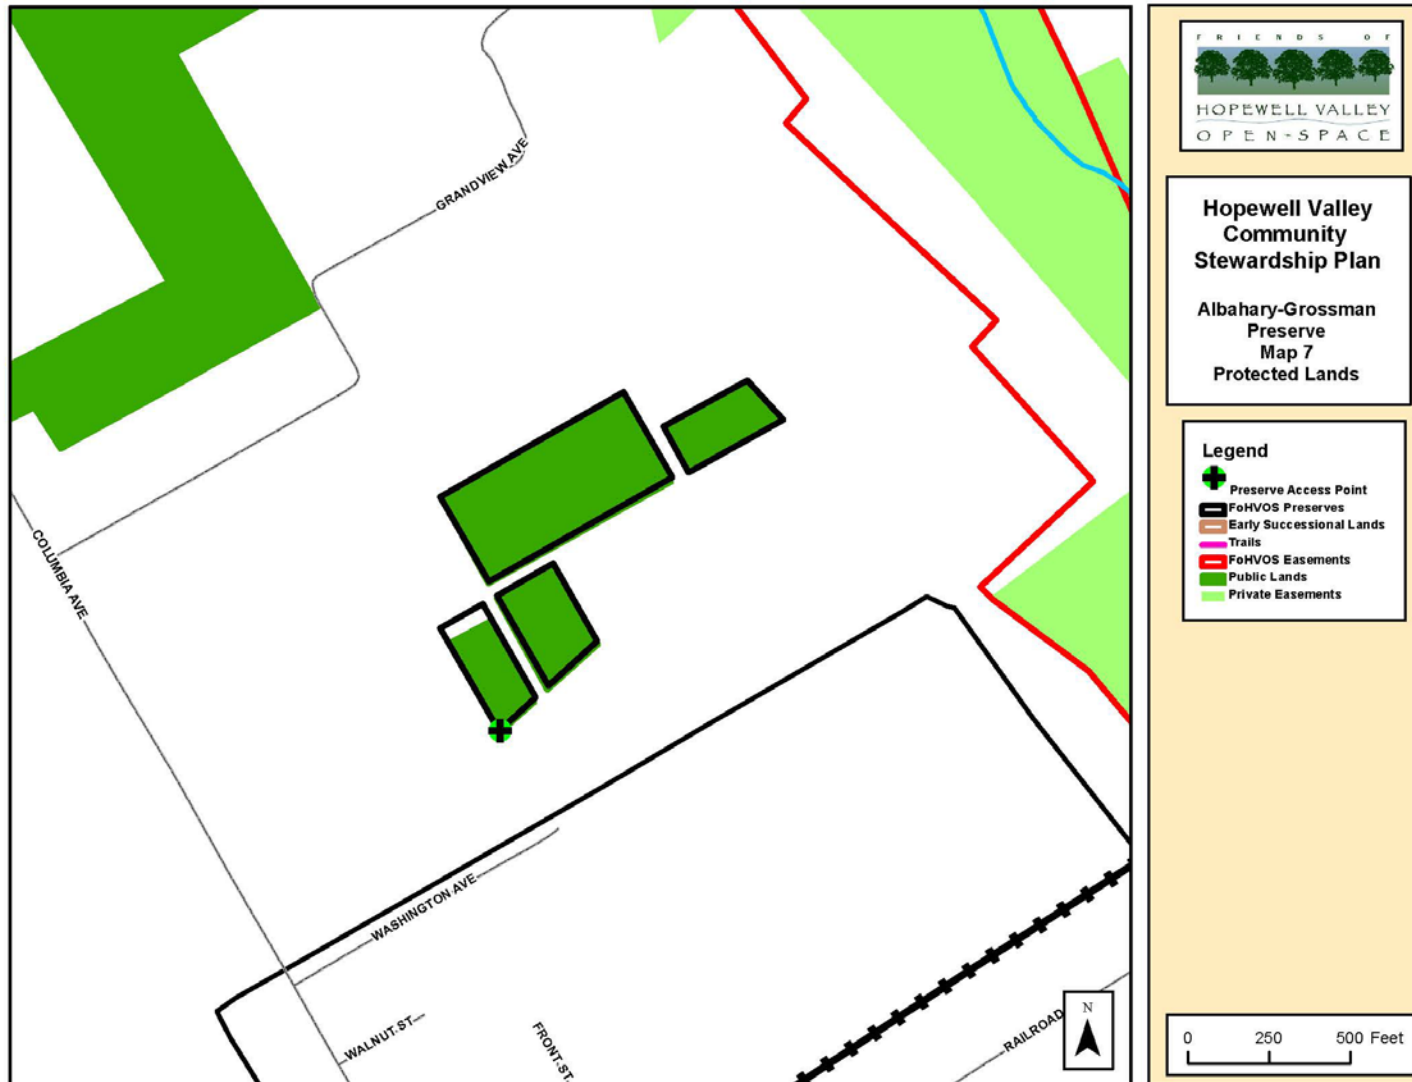 GRANDVIEW AVE
COLUMBIA AVE
WASHINGTON AVE
WALNUT ST
FRONT ST
RAILROAD
N
FRIENDS OF
HOPEWELL VALLEY
OPEN-SPACE
Hopewell Valley
Community
Stewardship Plan
Albahary-Grossman
Preserve
Map 7
Protected Lands
Legend
Preserve Access Point
FoHVOS Preserves
Early Successional Lands
Trails
FoHVOS Easements
Public Lands
Private Easements
0 250 500 Feet